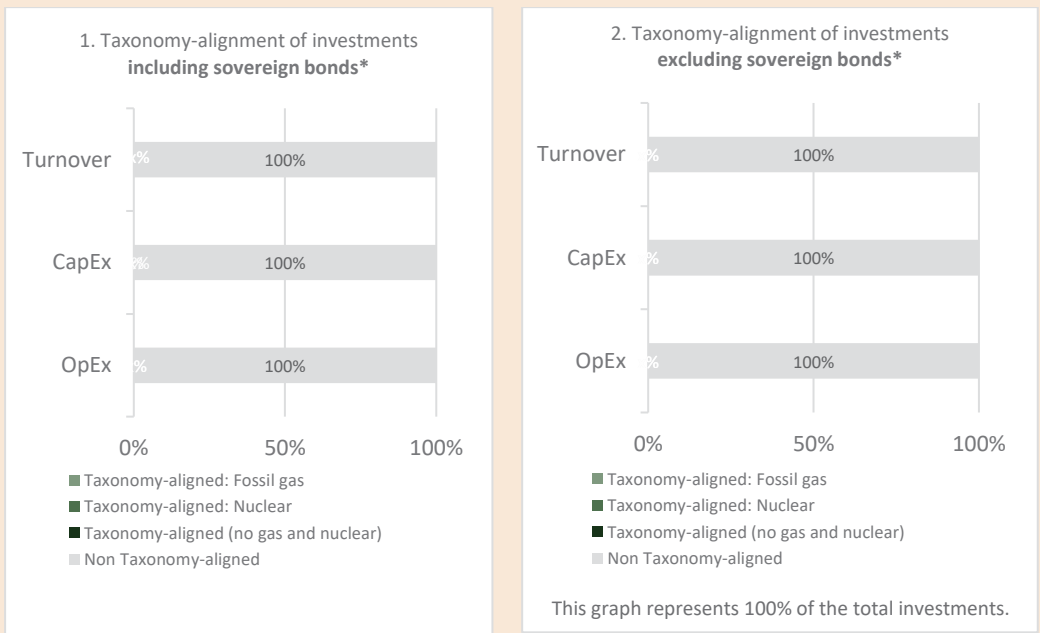 1. Taxonomy-alignment of investments
including sovereign bonds*
Turnover
100%
CapEx
100%
OpEx
100%
0%
50%
100%
Taxonomy-aligned: Fossil gas
Taxonomy-aligned: Nuclear
Taxonomy-aligned (no gas and nuclear)
Non Taxonomy-aligned
2. Taxonomy-alignment of investments
excluding sovereign bonds*
Turnover
%
100%
CapEx
%
100%
OpEx
%
100%
0%
50%
100%
Taxonomy-aligned: Fossil gas
Taxonomy-aligned: Nuclear
Taxonomy-aligned (no gas and nuclear)
Non Taxonomy-aligned
This graph represents 100% of the total investments.